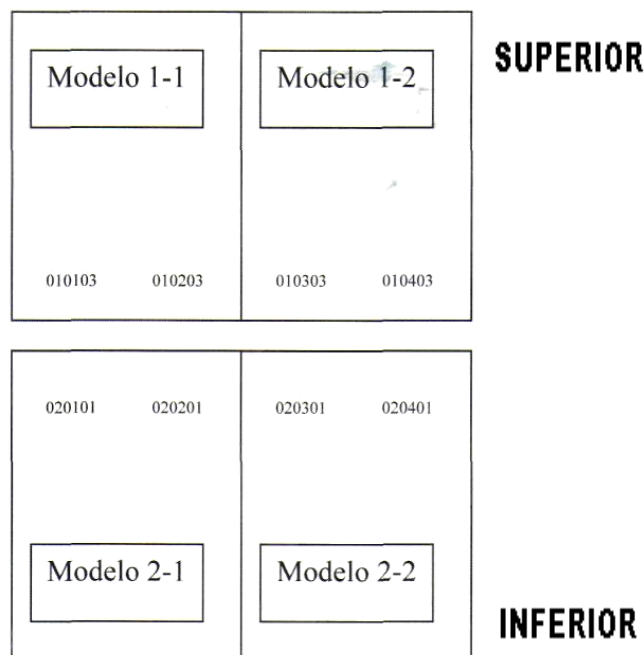 SUPERIOR
Modelo 1-1
Modelo 1-2
010103 010203 010303 010403
020101 020201 020301 020401
Modelo 2-1
Modelo 2-2
INFERIOR